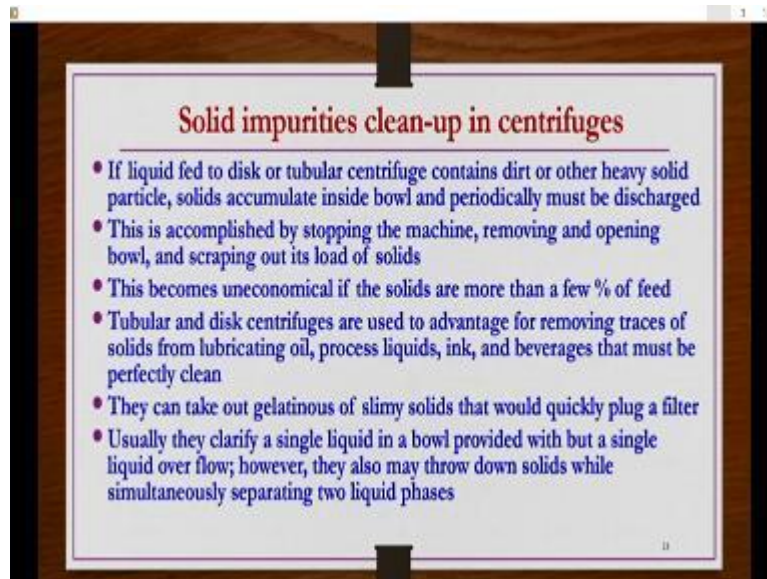 Solid impurities clean-up in centrifuges
• If liquid fed to disk or tubular centrifuge contains dirt or other heavy solid
particle, solids accumulate inside bowl and periodically must be discharged
• This is accomplished by stopping the machine, removing and opening
bowl, and scraping out its load of solids
• This becomes uneconomical if the solids are more than a few % of feed
• Tubular and disk centrifuges are used to advantage for removing traces of
solids from lubricating oil, process liquids, ink, and beverages that must be
perfectly clean
• They can take out gelatinous of slimy solids that would quickly plug a filter
• Usually they clarify a single liquid in a bowl provided with but a single
liquid over flow; however, they also may throw down solids while
simultaneously separating two liquid phases